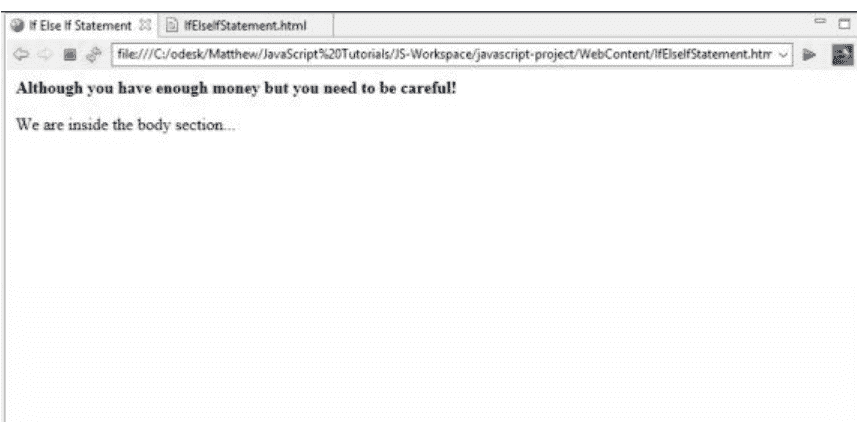 If Else If Statement
IfElseIfStatement.html
file:///C:/odesk/Matthew/JavaScript%20Tutorials/JS-Workspace/javascript-project/WebContent/IfElseIfStatement.htm
Although you have enough money but you need to be careful!
We are inside the body section...